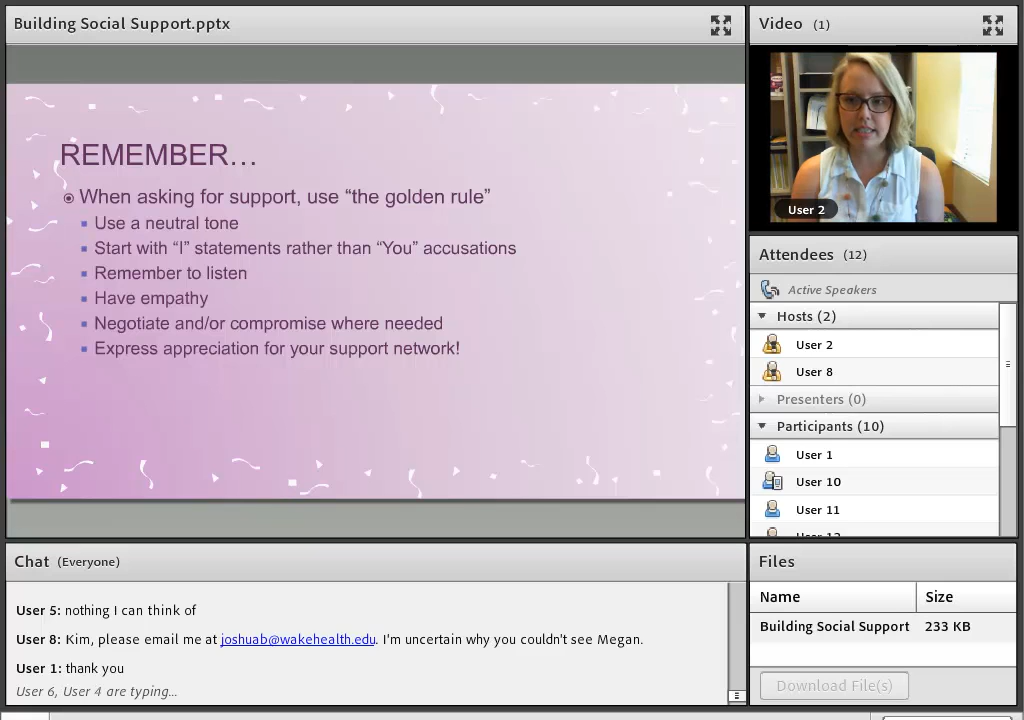 Building Social Support.pptx
REMEMBER…
When asking for support, use “the golden rule”
Use a neutral tone
Start with “I” statements rather than “You” accusations
Remember to listen
Have empathy
Negotiate and/or compromise where needed
Express appreciation for your support network!
Video (1)
User 2
Attendees (12)
Active Speakers
Hosts (2)
User 2
User 8
Presenters (0)
Participants (10)
User 1
User 10
User 11
Chat (Everyone)
User 5: nothing I can think of
User 8: Kim, please email me at joshuab@wakehealth.edu. I'm uncertain why you couldn't see Megan.
User 1: thank you
User 6, User 4 are typing...
Files
Name Size
Building Social Support 233 KB
Download File(s)